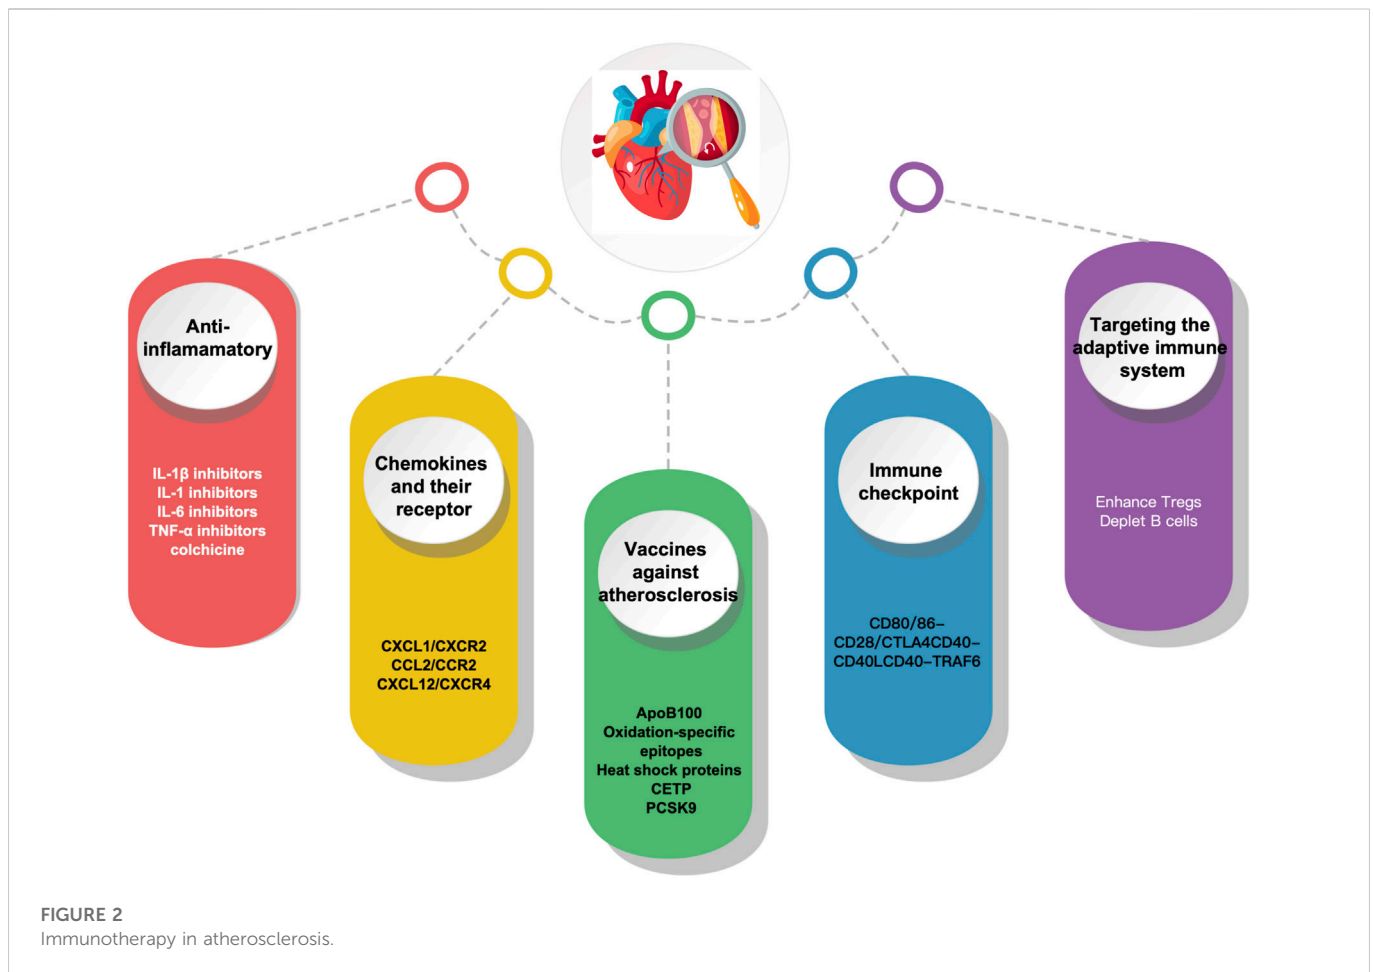 Anti-
inflamamatory
IL-1β inhibitors
IL-1 inhibitors
IL-6 inhibitors
TNF-α inhibitors
colchicine
Chemokines
and their
receptor
CXCL1/CXCR2
CCL2/CCR2
CXCL12/CXCR4
Vaccines
against
atherosclerosis
ApoB100
Oxidation-specific
epitopes
Heat shock proteins
CETP
PCSK9
Immune
checkpoint
CD80/86–
CD28/CTLA4CD40–
CD40LCD40–TRAF6
Targeting the
adaptive immune
system
Enhance Tregs
Deplet B cells
FIGURE 2
Immunotherapy in atherosclerosis.